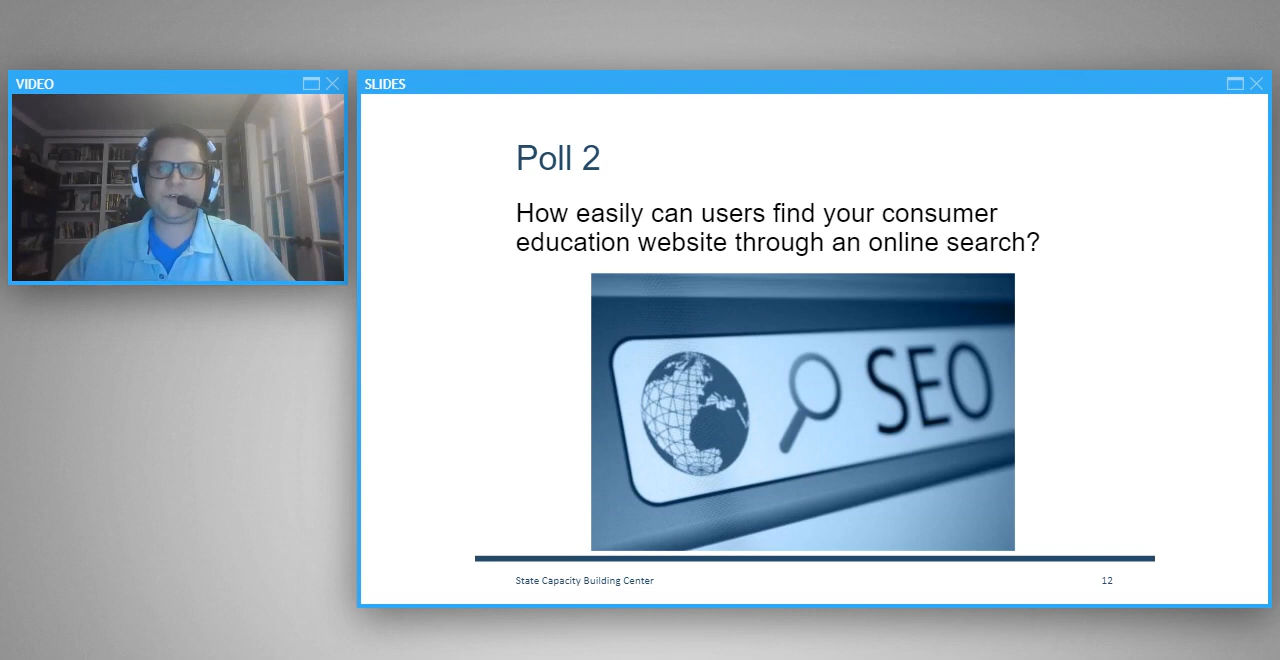 VIDEO
SLIDES
Poll 2
How easily can users find your consumer
education website through an online search?
SEO
State Capacity Building Center
12